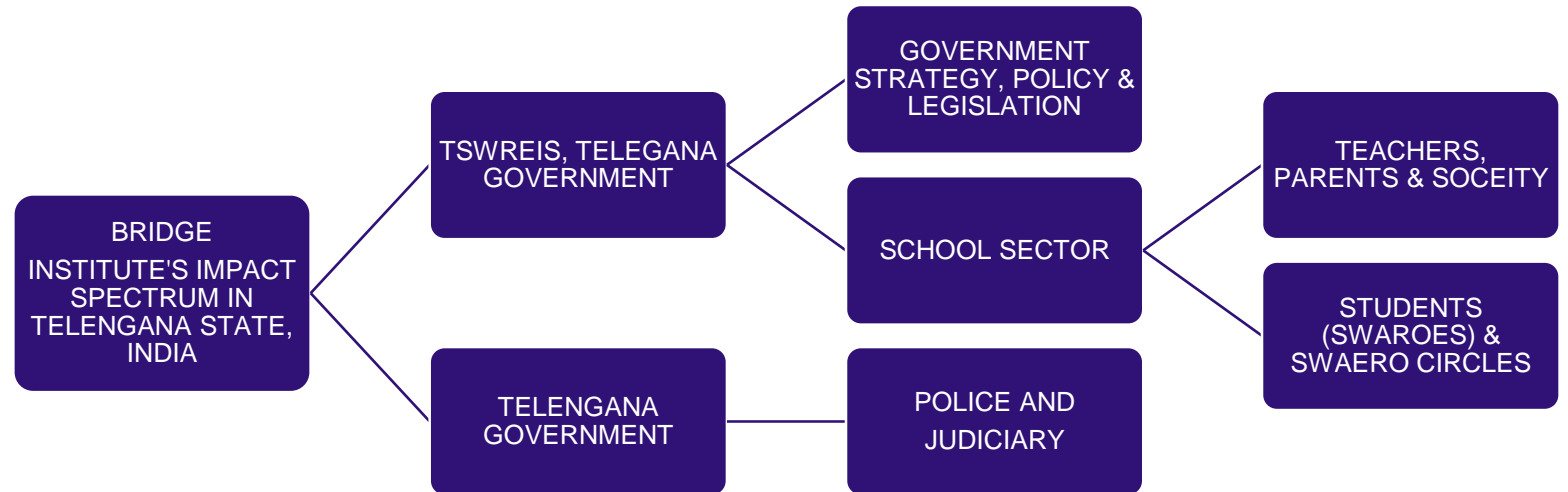 BRIDGE
INSTITUTE'S IMPACT
SPECTRUM IN
TELENGANA STATE,
INDIA
TSWREIS, TELEGANA
GOVERNMENT
GOVERNMENT
STRATEGY, POLICY &
LEGISLATION
SCHOOL SECTOR
TEACHERS,
PARENTS & SOCEITY
STUDENTS
(SWAROES) &
SWAERO CIRCLES
TELENGANA
GOVERNMENT
POLICE AND
JUDICIARY